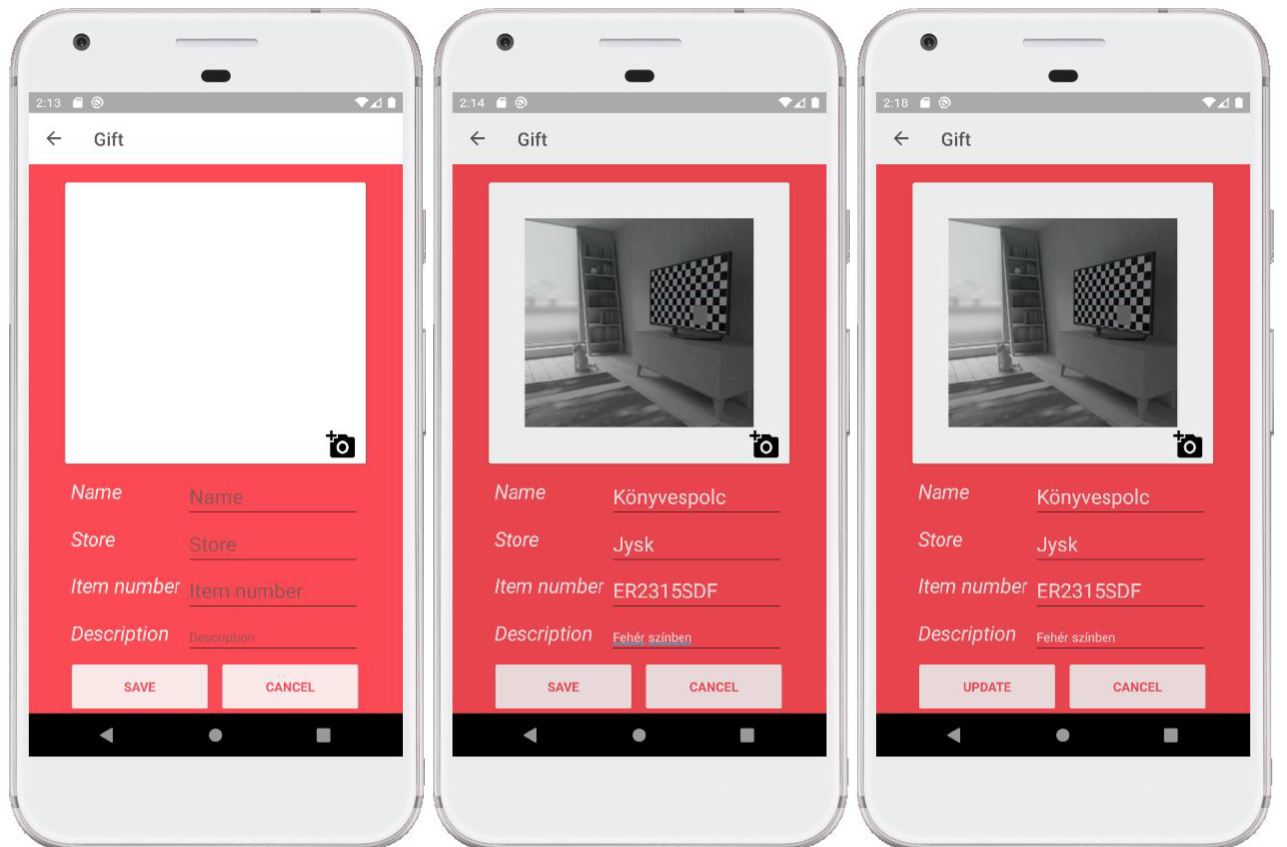 2:13
Gift
Name Name
Store Store
Item number Item number
Description Description
SAVE CANCEL
2:14
Gift
Name Könyvespolc
Store Jysk
Item number ER2315SDF
Description Fehér színben
SAVE CANCEL
2:18
Gift
Name Könyvespolc
Store Jysk
Item number ER2315SDF
Description Fehér színben
UPDATE CANCEL